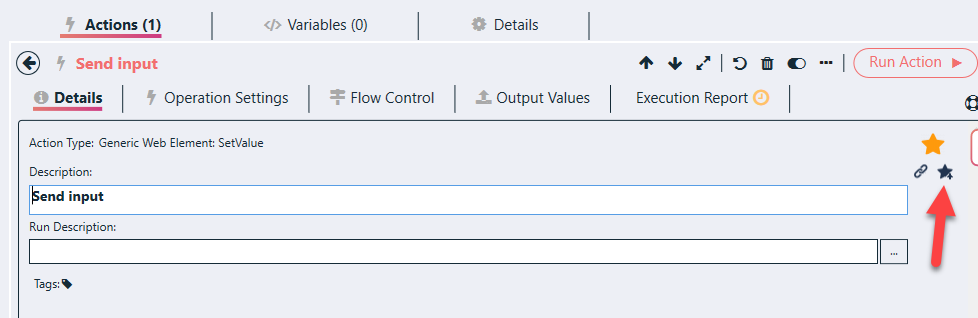 Actions (1) Variables (0) Details
Send input Run Action
Details Operation Settings Flow Control Output Values Execution Report
Action Type: Generic Web Element: SetValue
Description:
Send input
Run Description:
...
Tags: